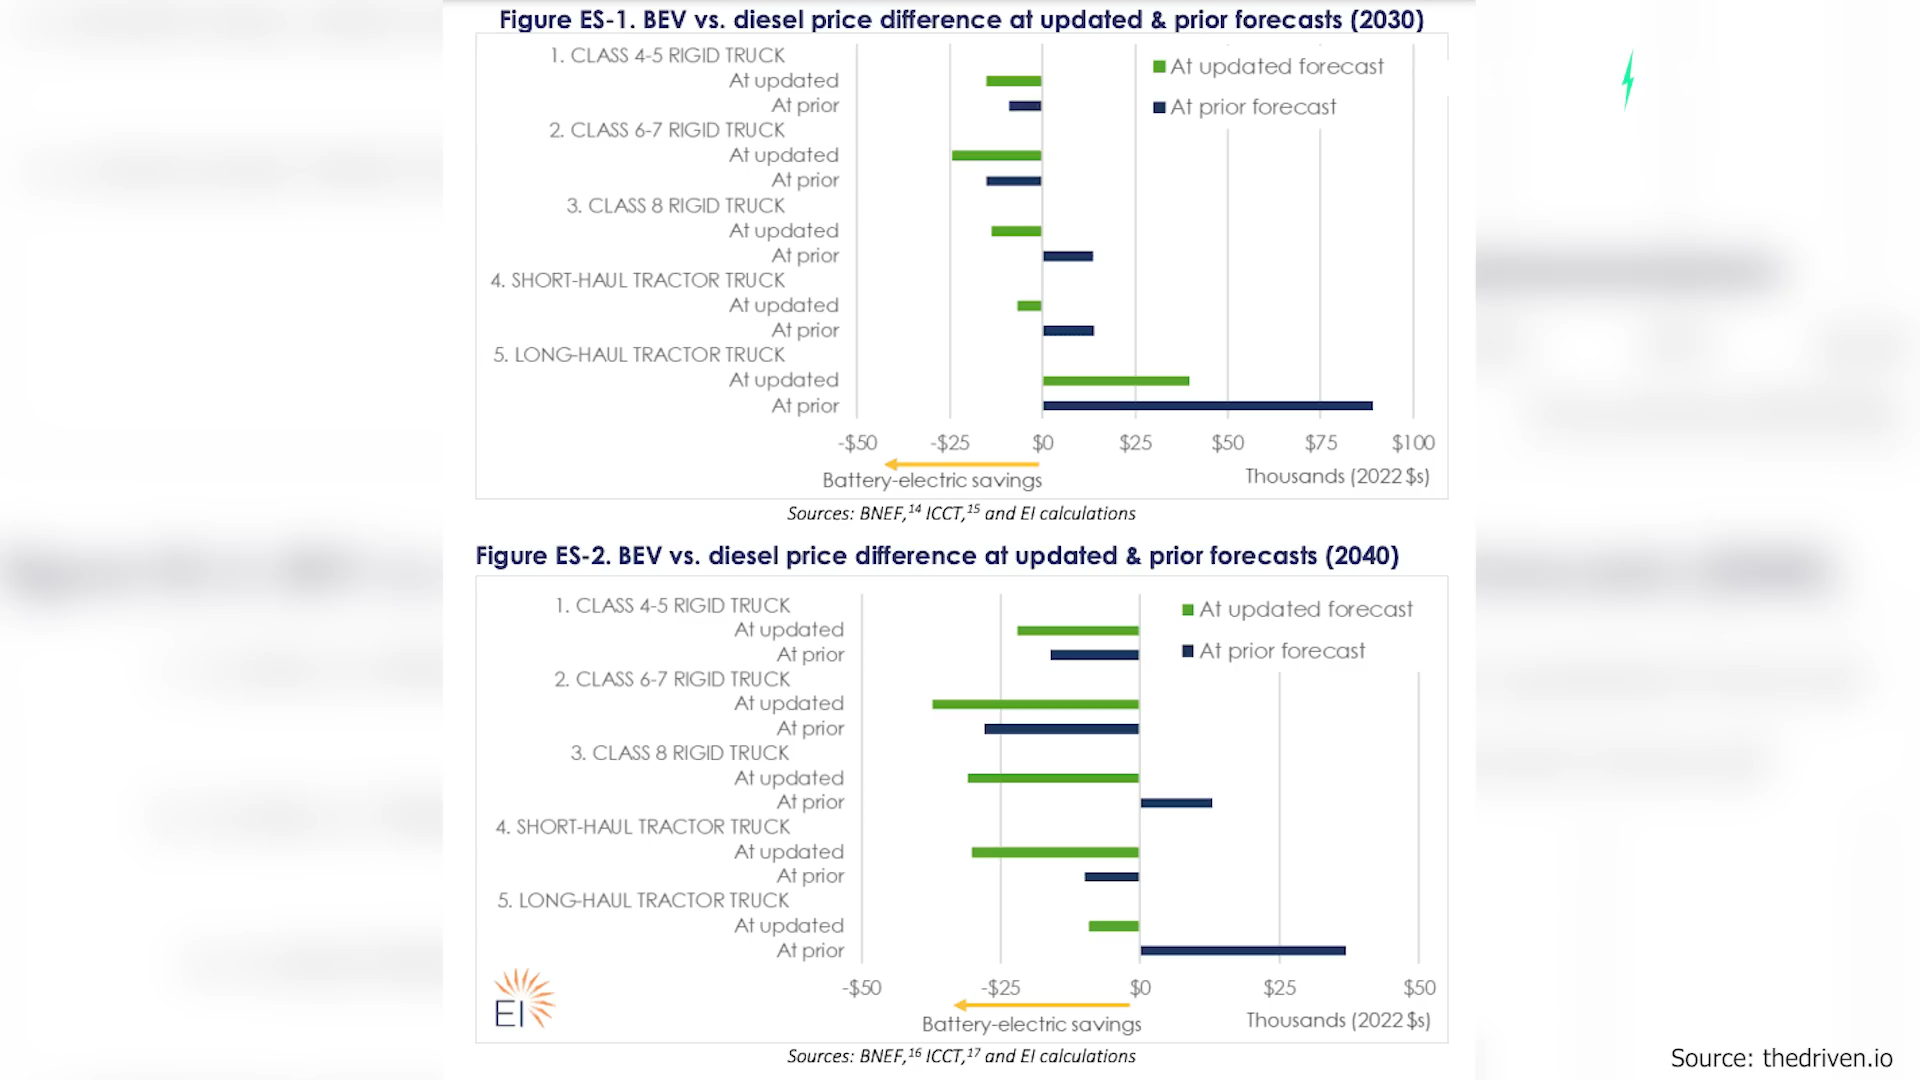 Figure ES-1. BEV vs. diesel price difference at updated & prior forecasts (2030)
1. CLASS 4-5 RIGID TRUCK
At updated
At prior
2. CLASS 6-7 RIGID TRUCK
At updated
At prior
3. CLASS 8 RIGID TRUCK
At updated
At prior
4. SHORT-HAUL TRACTOR TRUCK
At updated
At prior
5. LONG-HAUL TRACTOR TRUCK
At updated
At prior
At updated forecast
At prior forecast
-$50 -$25 $0 $25 $50 $75 $100
Battery-electric savings
Thousands (2022 $s)
Sources: BNEF,14 ICCT,15 and EI calculations
Figure ES-2. BEV vs. diesel price difference at updated & prior forecasts (2040)
1. CLASS 4-5 RIGID TRUCK
At updated
At prior
2. CLASS 6-7 RIGID TRUCK
At updated
At prior
3. CLASS 8 RIGID TRUCK
At updated
At prior
4. SHORT-HAUL TRACTOR TRUCK
At updated
At prior
5. LONG-HAUL TRACTOR TRUCK
At updated
At prior
At updated forecast
At prior forecast
-$50 -$25 $0 $25 $50
EI
Battery-electric savings
Thousands (2022 $s)
Sources: BNEF,16 ICCT,17 and EI calculations
Source: thedriven.io